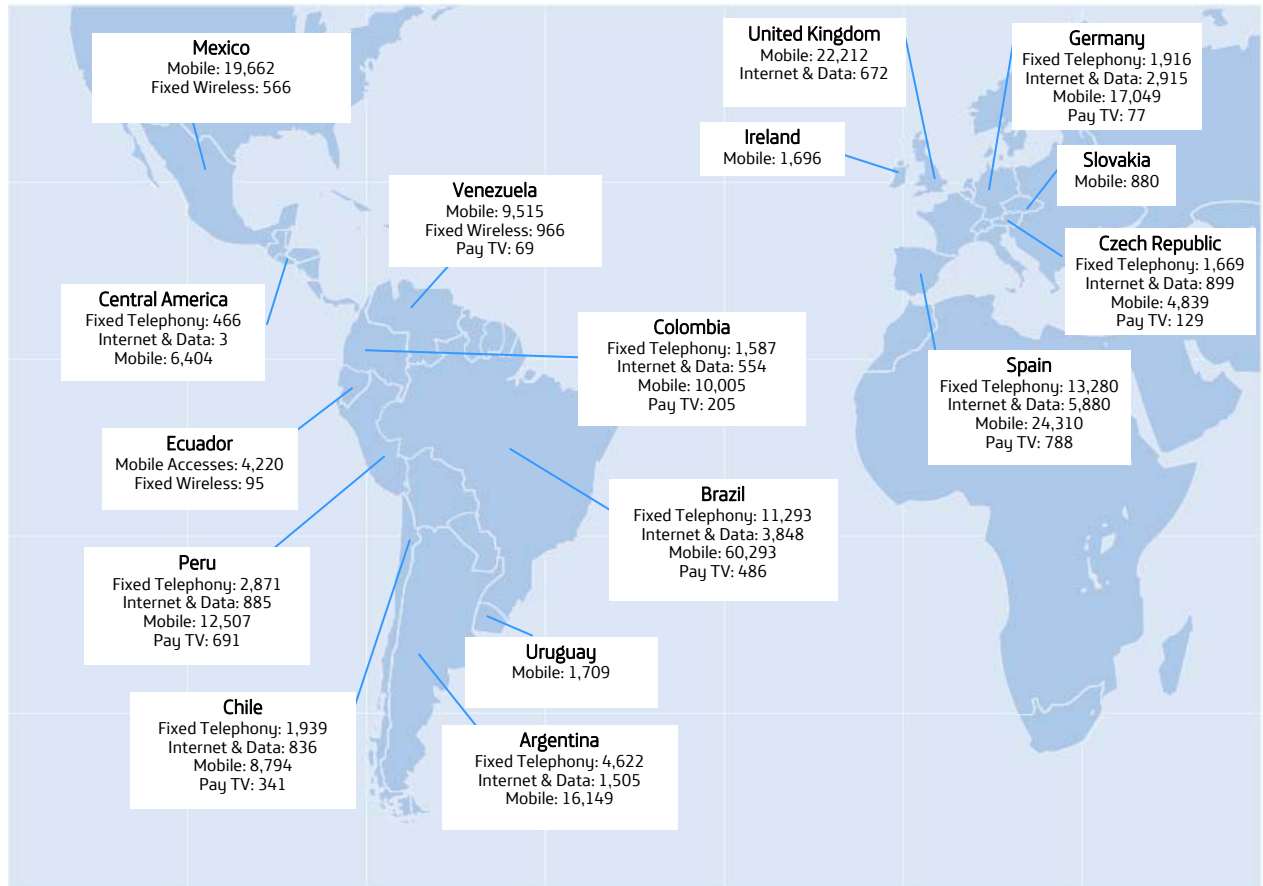 Mexico
Mobile: 19,662
Fixed Wireless: 566
United Kingdom
Mobile: 22,212
Internet & Data: 672
Germany
Fixed Telephony: 1,916
Internet & Data: 2,915
Mobile: 17,049
Pay TV: 77
Ireland
Mobile: 1,696
Slovakia
Mobile: 880
Venezuela
Mobile: 9,515
Fixed Wireless: 966
Pay TV: 69
Czech Republic
Fixed Telephony: 1,669
Internet & Data: 899
Mobile: 4,839
Pay TV: 129
Central America
Fixed Telephony: 466
Internet & Data: 3
Mobile: 6,404
Colombia
Fixed Telephony: 1,587
Internet & Data: 554
Mobile: 10,005
Pay TV: 205
Spain
Fixed Telephony: 13,280
Internet & Data: 5,880
Mobile: 24,310
Pay TV: 788
Ecuador
Mobile Accesses: 4,220
Fixed Wireless: 95
Brazil
Fixed Telephony: 11,293
Internet & Data: 3,848
Mobile: 60,293
Pay TV: 486
Peru
Fixed Telephony: 2,871
Internet & Data: 885
Mobile: 12,507
Pay TV: 691
Uruguay
Mobile: 1,709
Chile
Fixed Telephony: 1,939
Internet & Data: 836
Mobile: 8,794
Pay TV: 341
Argentina
Fixed Telephony: 4,622
Internet & Data: 1,505
Mobile: 16,149